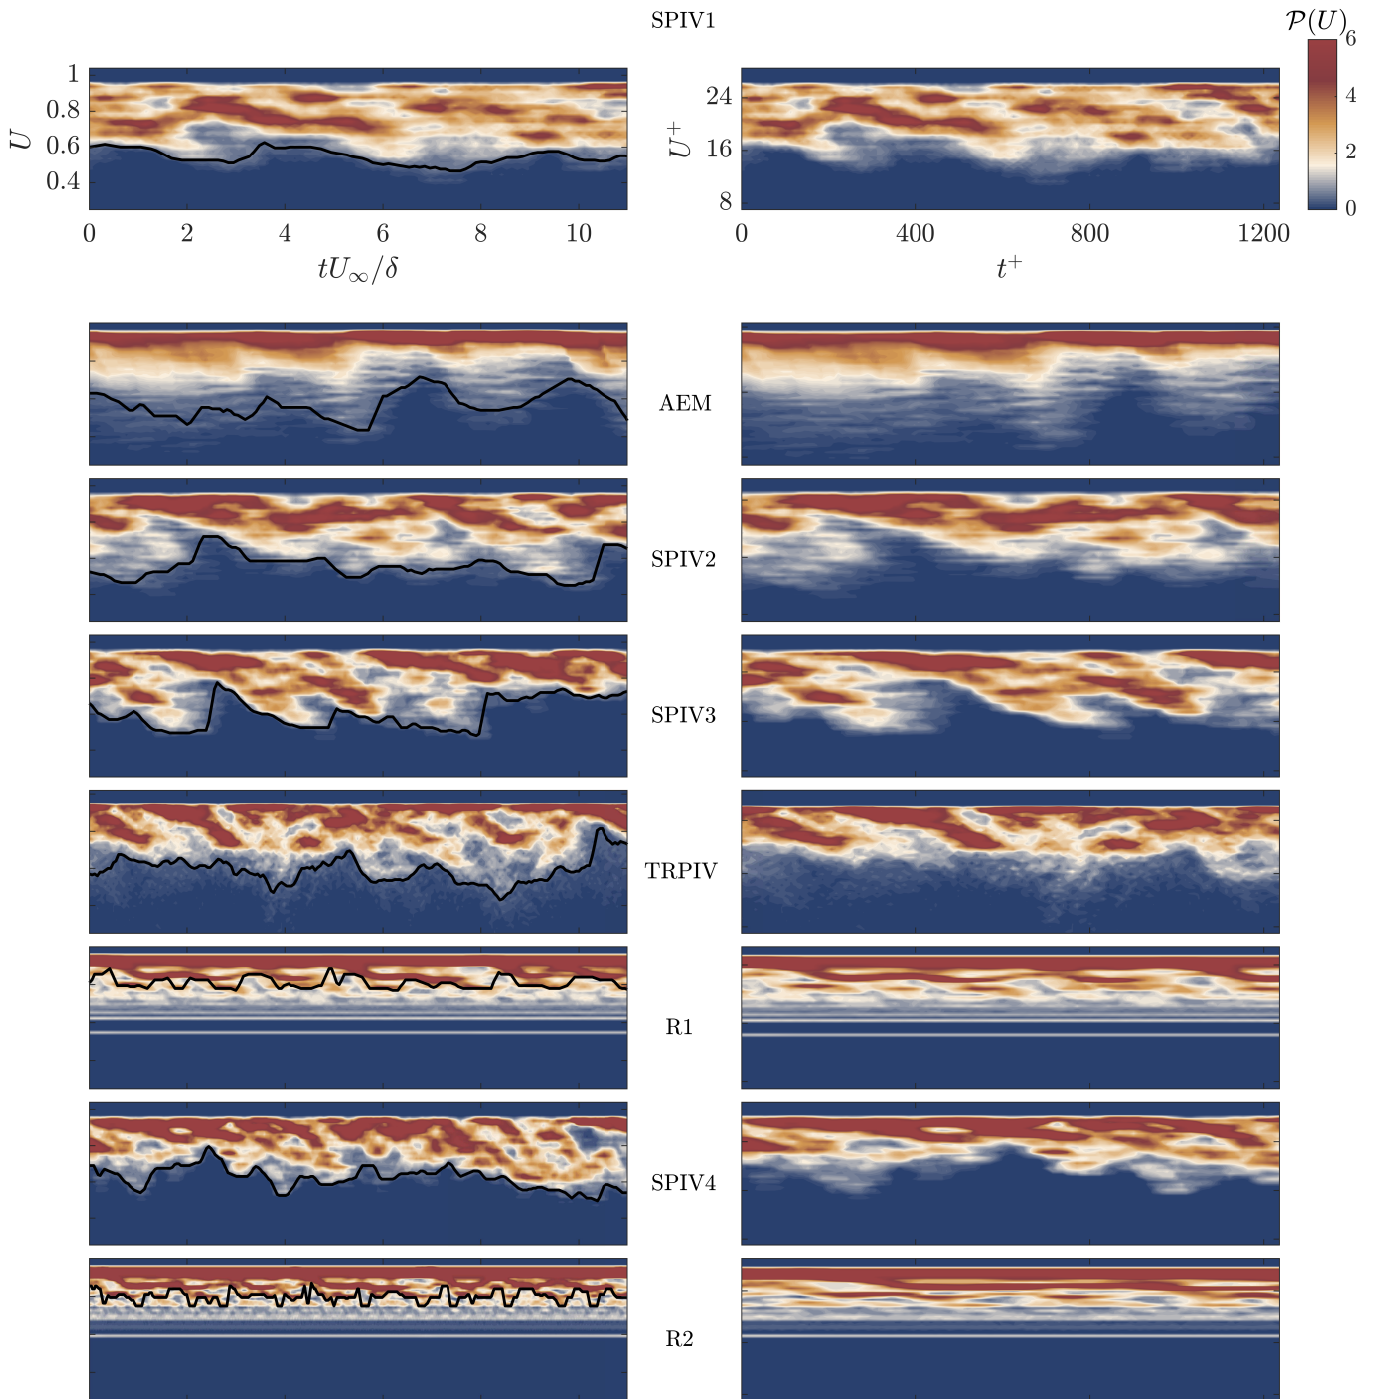 SPIV1
P(U)
U
1
0.8
0.6
0.4
0 2 4 6 8 10
tU∞/δ
U+
24
16
8
0 400 800 1200
t+
6
4
2
0
AEM
SPIV2
SPIV3
TRPIV
R1
SPIV4
R2